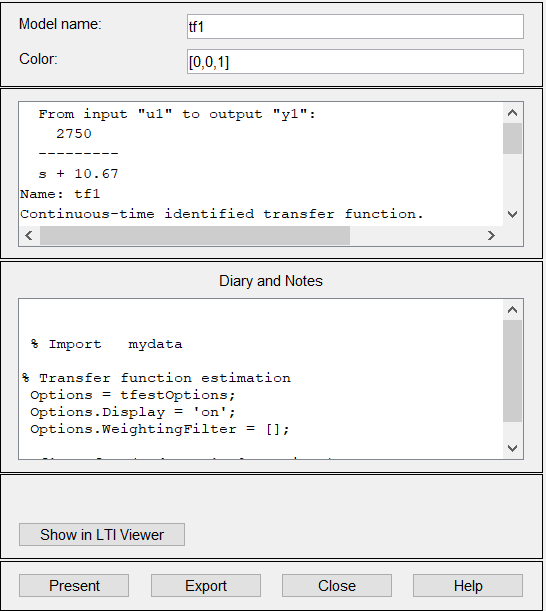 Model name:
tf1
Color:
[0,0,1]
From input "u1" to output "y1":
2750
---------
s + 10.67
Name: tf1
Continuous-time identified transfer function.
Diary and Notes
% Import   mydata
% Transfer function estimation
Options = tfestOptions;
Options.Display = 'on';
Options.WeightingFilter = [];
Show in LTI Viewer
Present
Export
Close
Help